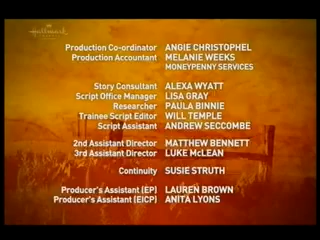 Hallmark
Production Co-ordinator ANGIE CHRISTOPHEL
Production Accountant MELANIE WEEKS
MONEYPENNY SERVICES
Story Consultant ALEXA WYATT
Script Office Manager LISA GRAY
Researcher PAULA BINNIE
Trainee Script Editor WILL TEMPLE
Script Assistant ANDREW SECCOMBE
2nd Assistant Director MATTHEW BENNETT
3rd Assistant Director LUKE McLEAN
Continuity SUSIE STRUTH
Producer's Assistant (EP) LAUREN BROWN
Producer's Assistant (EICP) ANITA LYONS